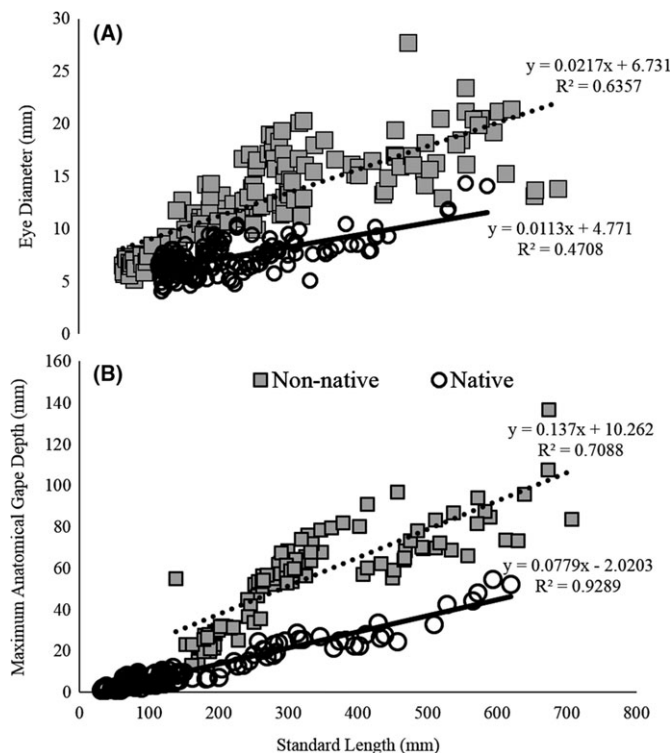 (A)
30
25
20
15
10
5
0
Eye Diameter (mm)
y = 0.0217x + 6.731
R² = 0.6357
y = 0.0113x + 4.771
R² = 0.4708
(B)
Non-native
Native
160
140
120
100
80
60
40
20
0
Maximum Anatomical Gape Depth (mm)
y = 0.137x + 10.262
R² = 0.7088
y = 0.0779x - 2.0203
R² = 0.9289
0 100 200 300 400 500 600 700 800
Standard Length (mm)